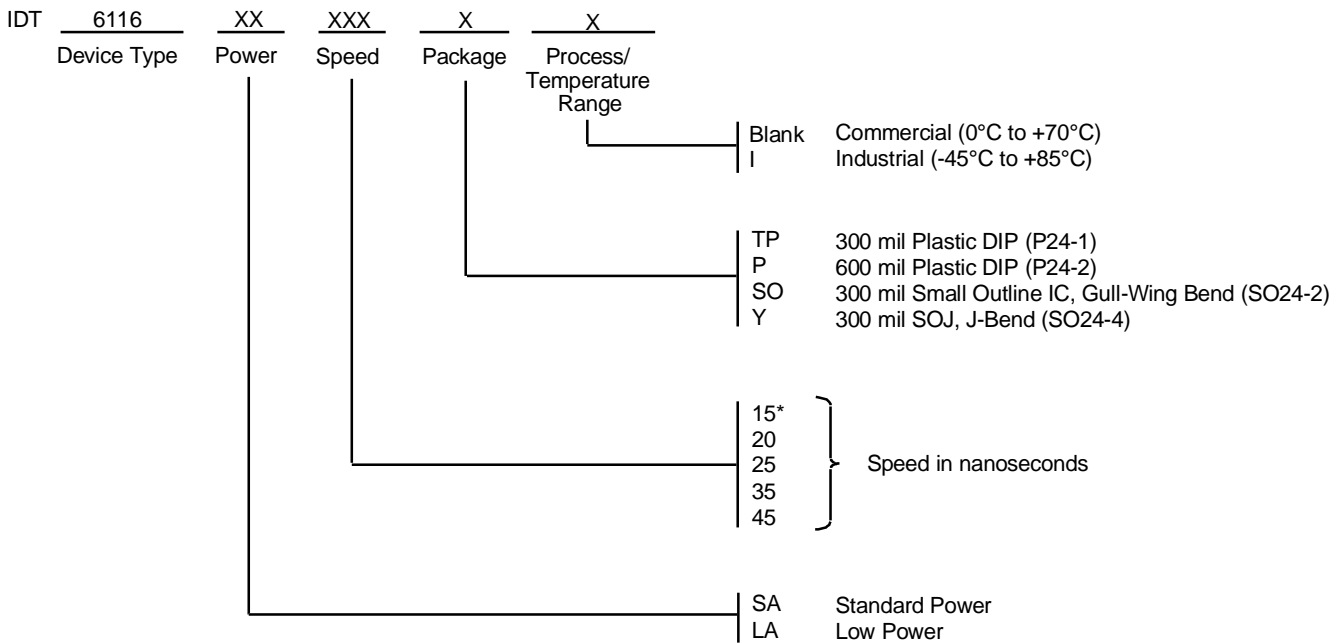 IDT 6116 XX XXX X X
Device Type Power Speed Package Process/
Temperature
Range
Blank Commercial (0°C to +70°C)
I Industrial (-45°C to +85°C)
TP 300 mil Plastic DIP (P24-1)
P 600 mil Plastic DIP (P24-2)
SO 300 mil Small Outline IC, Gull-Wing Bend (SO24-2)
Y 300 mil SOJ, J-Bend (SO24-4)
15*
20
25 Speed in nanoseconds
35
45
SA Standard Power
LA Low Power